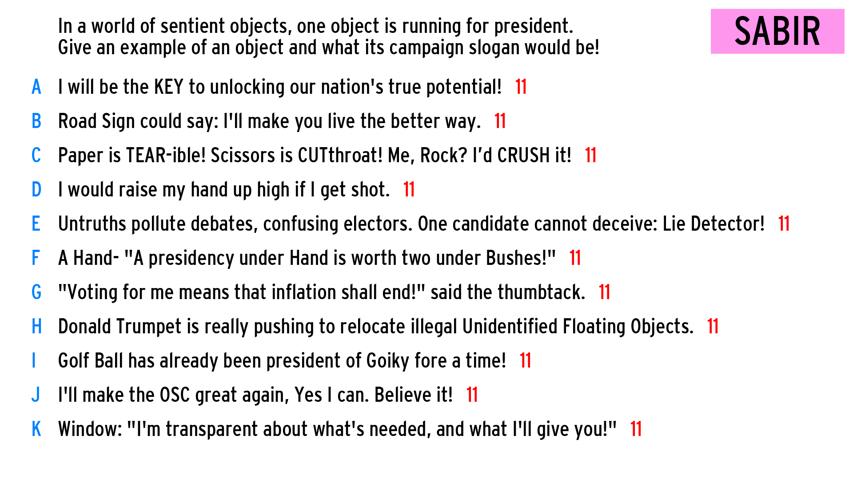 In a world of sentient objects, one object is running for president.
Give an example of an object and what its campaign slogan would be!
SABIR
A I will be the KEY to unlocking our nation's true potential! 11
B Road Sign could say: I'll make you live the better way. 11
C Paper is TEAR-ible! Scissors is CUTthroat! Me, Rock? I’d CRUSH it! 11
D I would raise my hand up high if I get shot. 11
E Untruths pollute debates, confusing electors. One candidate cannot deceive: Lie Detector! 11
F A Hand- "A presidency under Hand is worth two under Bushes!" 11
G "Voting for me means that inflation shall end!" said the thumbtack. 11
H Donald Trumpet is really pushing to relocate illegal Unidentified Floating Objects. 11
I Golf Ball has already been president of Goiky fore a time! 11
J I'll make the OSC great again, Yes I can. Believe it! 11
K Window: "I'm transparent about what's needed, and what I'll give you!" 11